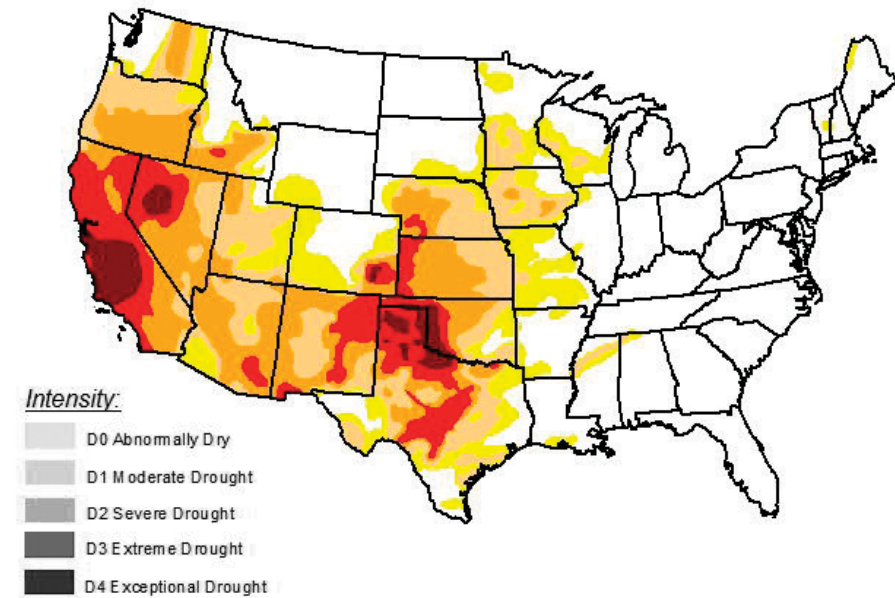 Intensity:
D0 Abnormally Dry
D1 Moderate Drought
D2 Severe Drought
D3 Extreme Drought
D4 Exceptional Drought